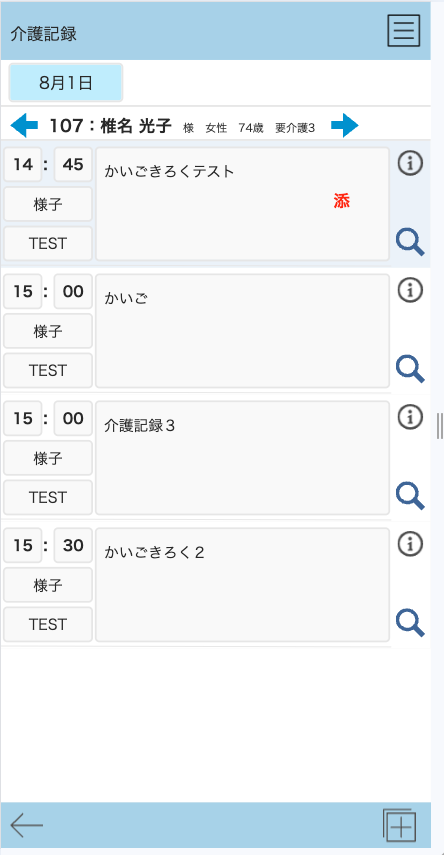 介護記録
8月1日
107：椎名 光子 様 女性 74歳 要介護3
14 : 45
かいごきろくテスト
様子
添
TEST
15 : 00
かいご
様子
TEST
15 : 00
介護記録３
様子
TEST
15 : 30
かいごきろく２
様子
TEST